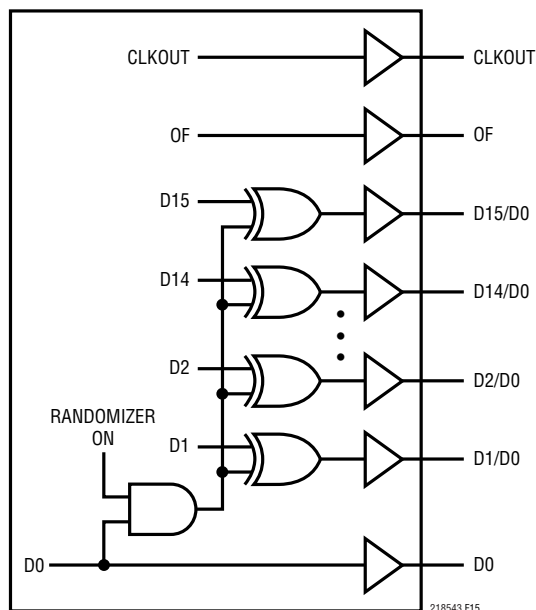 CLKOUT CLKOUT
OF OF
D15 D15/D0
D14 D14/D0
D2 D2/D0
RANDOMIZER
ON
D1 D1/D0
D0 D0
218543 F15